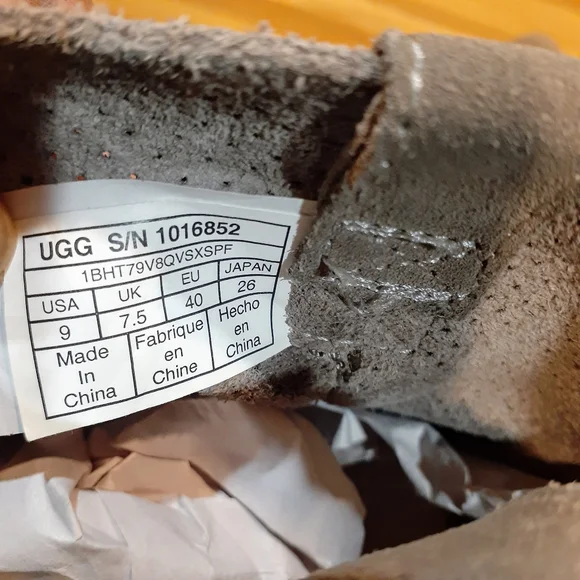 UGG S/N 1016852
1BHT79V8QVSXSPF
USA UK EU JAPAN
9 7.5 40 26
Made In China
Fabrique en Chine
Hecho en China